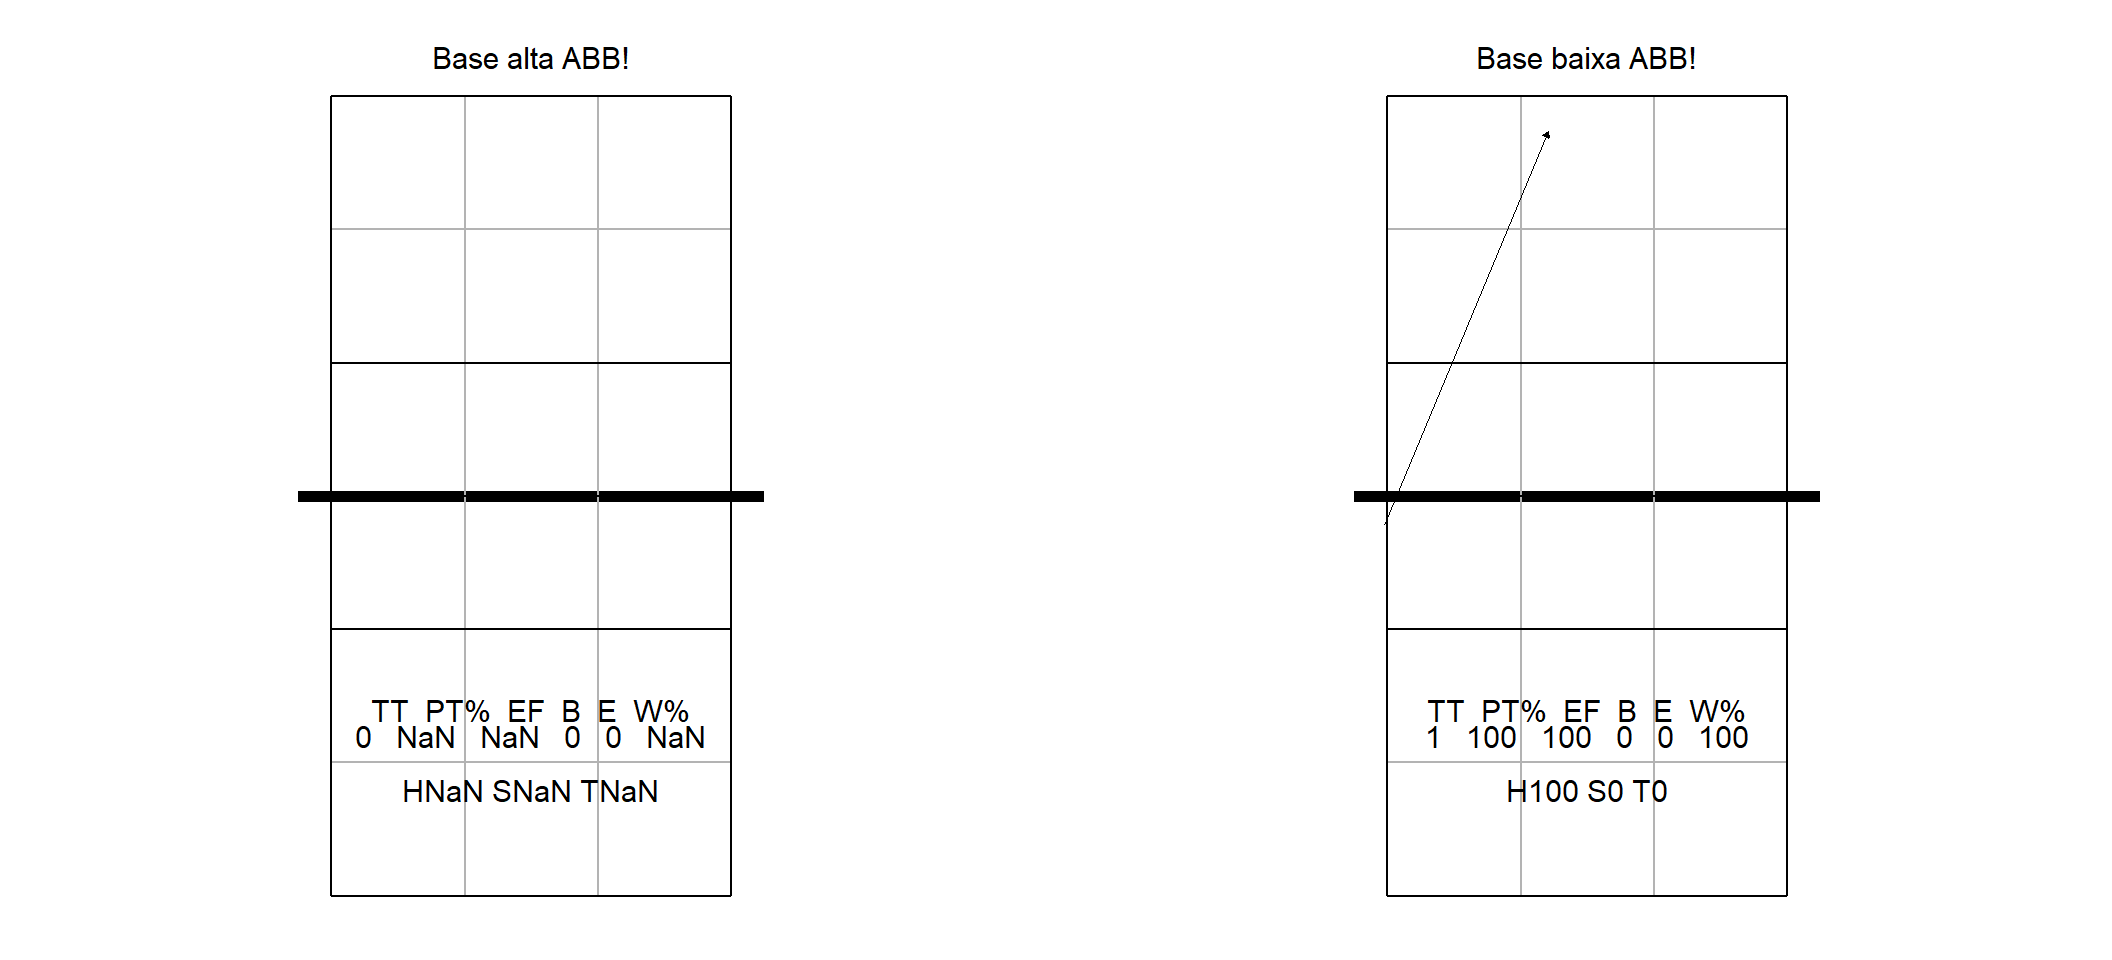 Base alta ABB!
TT PT% EF B E W%
0 NaN NaN 0 0 NaN
HNaN SNaN TNaN
Base baixa ABB!
TT PT% EF B E W%
1 100 100 0 0 100
H100 S0 T0